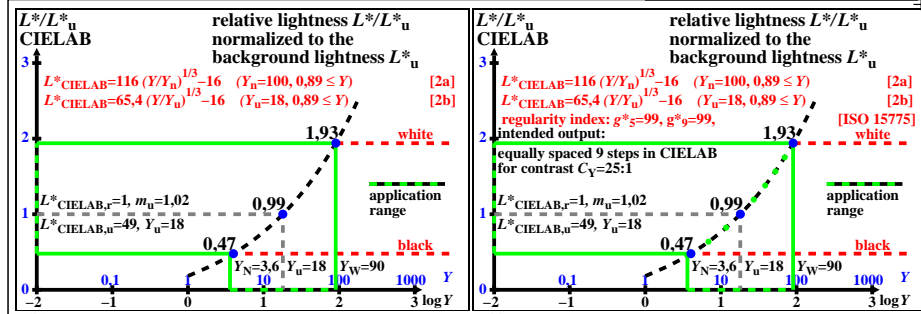 L*/L*u
CIELAB
relative lightness L*/L*u
normalized to the
background lightness L*u
3
L*CIELAB=116 (Y/Yn)1/3–16 (Yn=100, 0,89 ≤ Y) [2a]
L*CIELAB=65,4 (Y/Yu)1/3–16 (Yu=18, 0,89 ≤ Y) [2b]
1,93
white
2
application
range
L*CIELAB,r=1, mu=1,02
0,99
1
L*CIELAB,u=49, Yu=18
0,47
black
YN=3,6 Yu=18 YW=90
0,1 1 10 100 1000 Y
0
–2 –1 0 1 2 3 log Y
L*/L*u
CIELAB
relative lightness L*/L*u
normalized to the
background lightness L*u
3
L*CIELAB=116 (Y/Yn)1/3–16 (Yn=100, 0,89 ≤ Y) [2a]
L*CIELAB=65,4 (Y/Yu)1/3–16 (Yu=18, 0,89 ≤ Y) [2b]
regularity index: g*5=99, g*9=99, [ISO 15775]
intended output:
1,93
white
2
equally spaced 9 steps in CIELAB
for contrast CY=25:1
application
range
L*CIELAB,r=1, mu=1,02
0,99
1
L*CIELAB,u=49, Yu=18
0,47
black
YN=3,6 Yu=18 YW=90
0,1 1 10 100 1000 Y
0
–2 –1 0 1 2 3 log Y